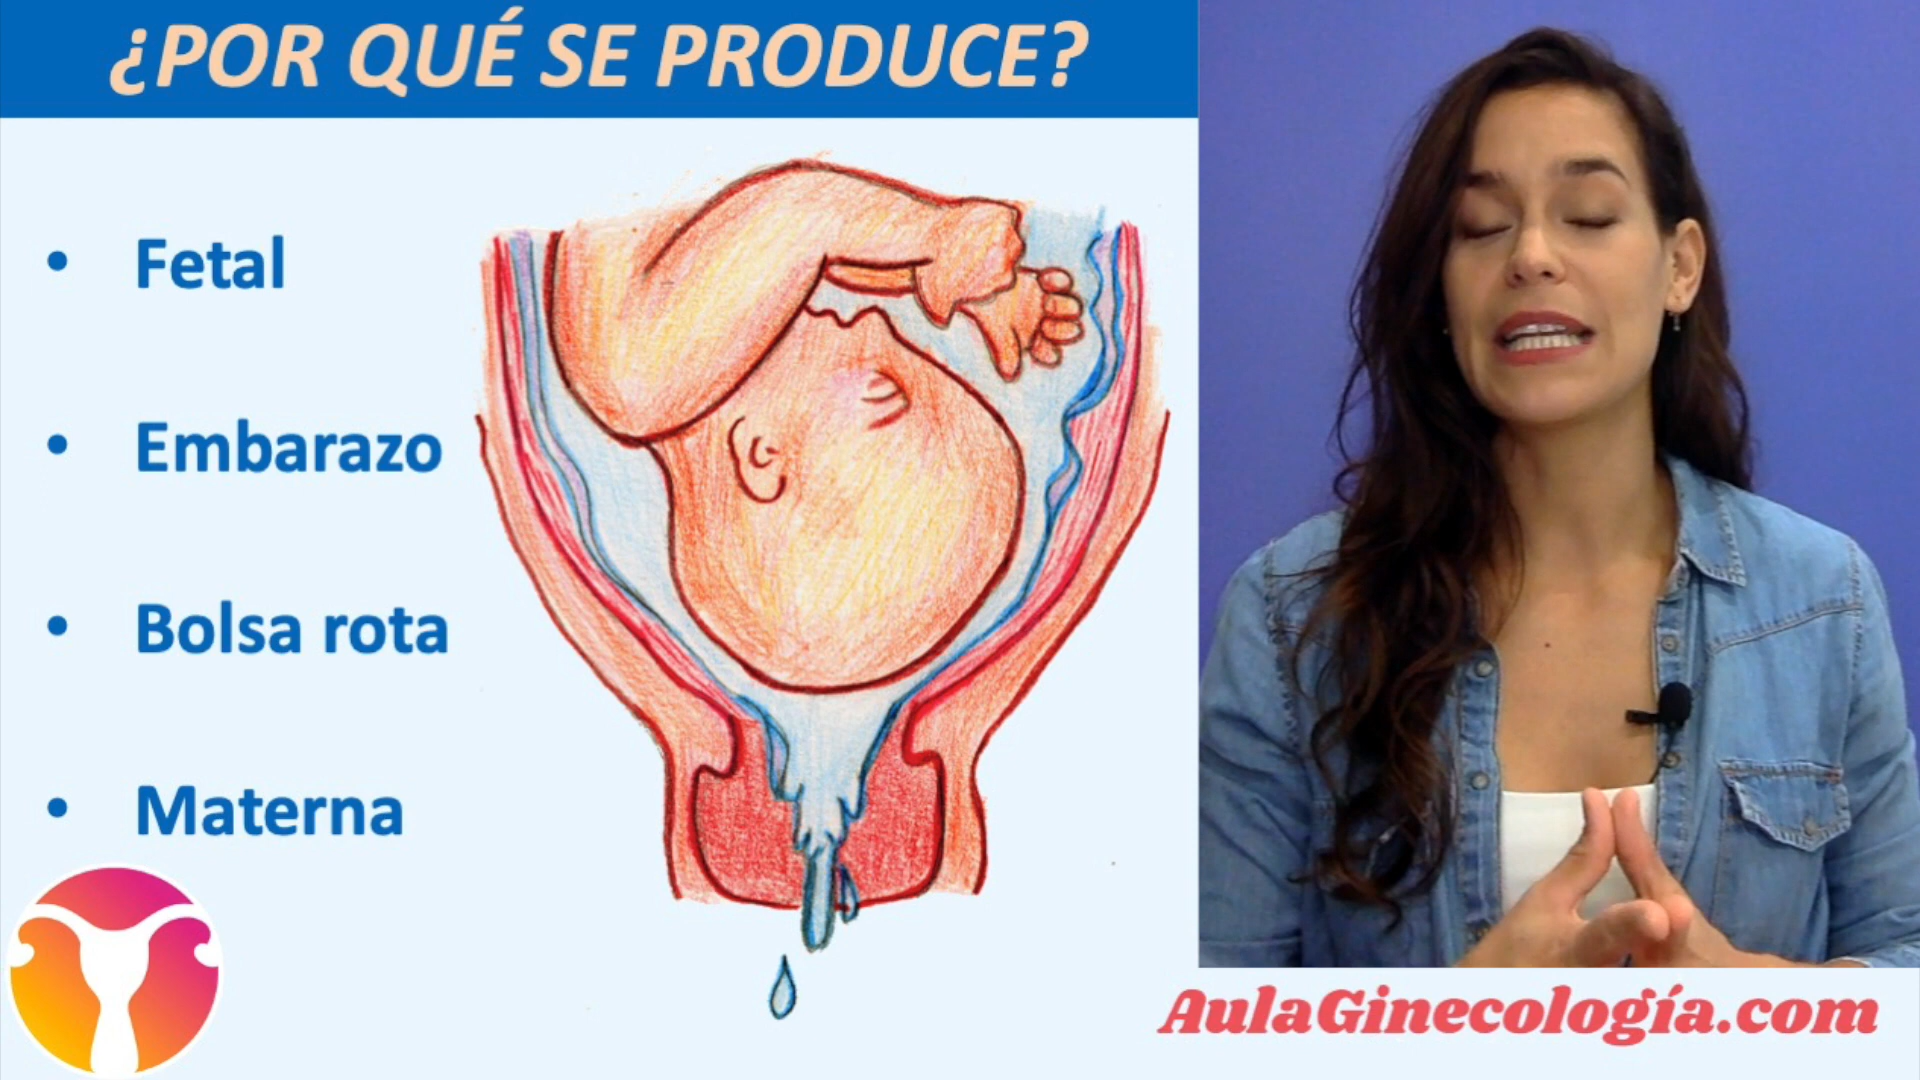 ¿POR QUÉ SE PRODUCE?
• Fetal
• Embarazo
• Bolsa rota
• Materna
AulaGinecología.com